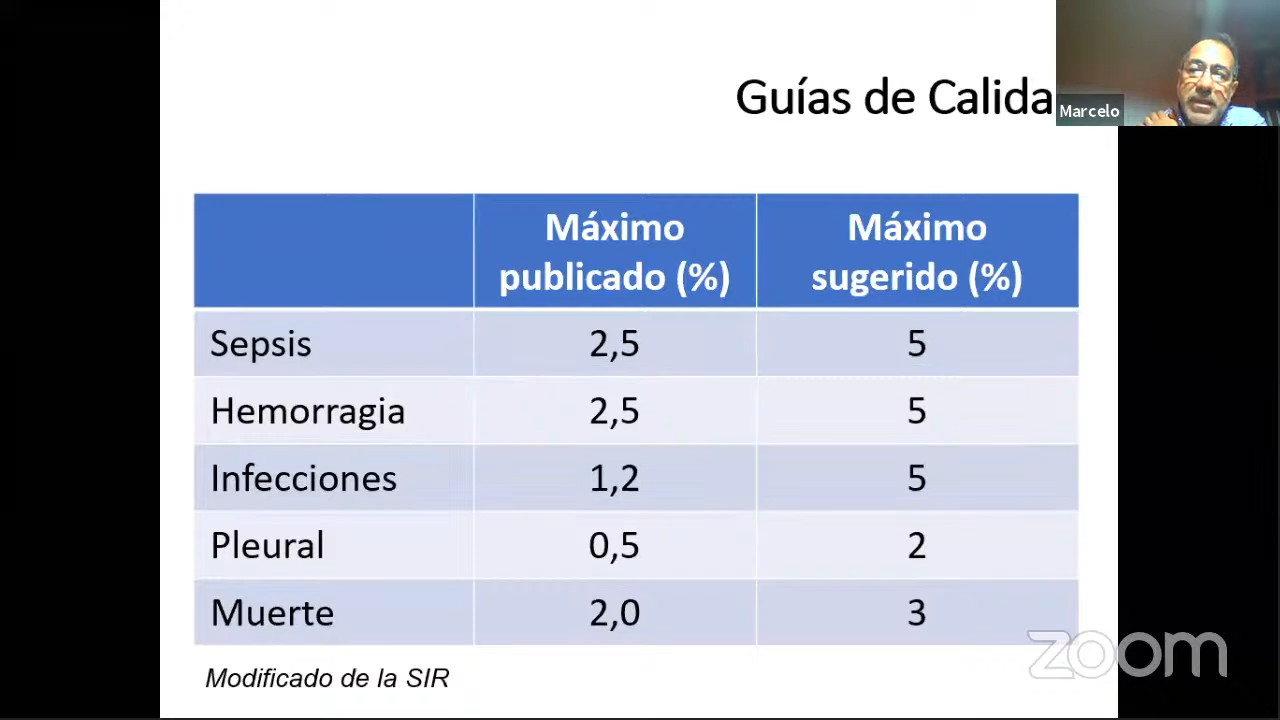 Guías de Calida
Marcelo
Máximo publicado (%) Máximo sugerido (%)
Sepsis 2,5 5
Hemorragia 2,5 5
Infecciones 1,2 5
Pleural 0,5 2
Muerte 2,0 3
Modificado de la SIR
zoom